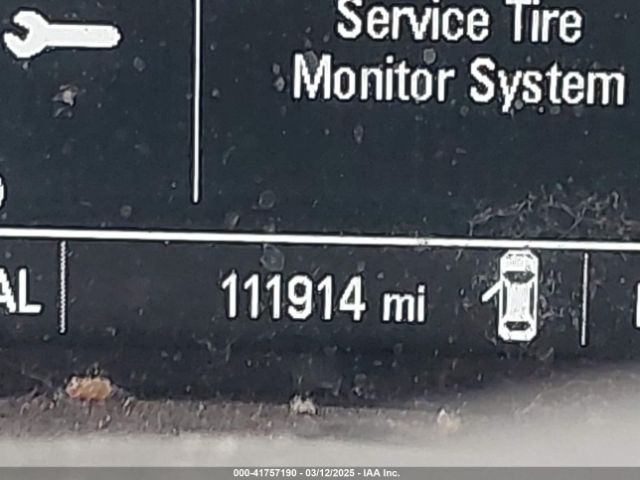 Service Tire
Monitor System
AL
111914 mi
000-41757190 - 03/12/2025 - IAA Inc.